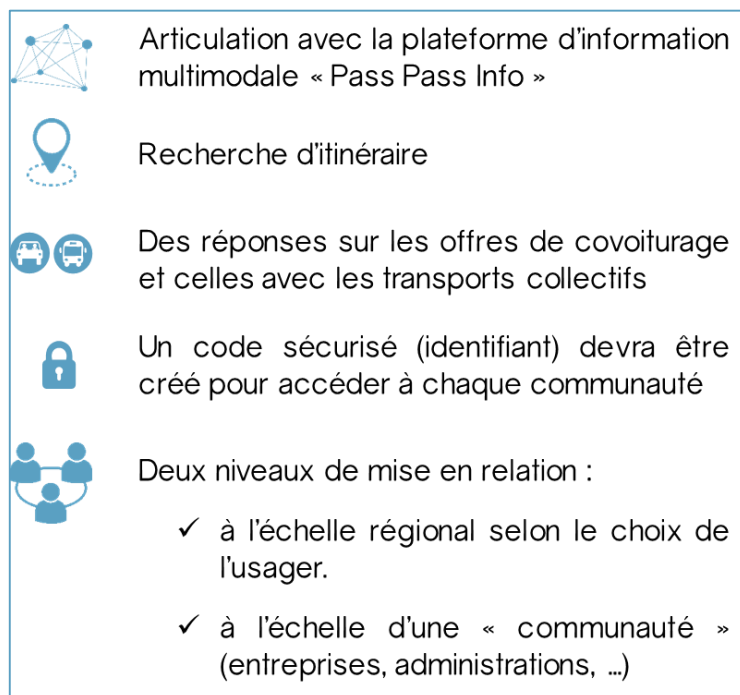 Articulation avec la plateforme d'information
multimodale « Pass Pass Info »
Recherche d'itinéraire
Des réponses sur les offres de covoiturage
et celles avec les transports collectifs
Un code sécurisé (identifiant) devra être
créé pour accéder à chaque communauté
Deux niveaux de mise en relation :
✓ à l'échelle régional selon le choix de
l'usager.
✓ à l'échelle d'une « communauté »
(entreprises, administrations, ...)